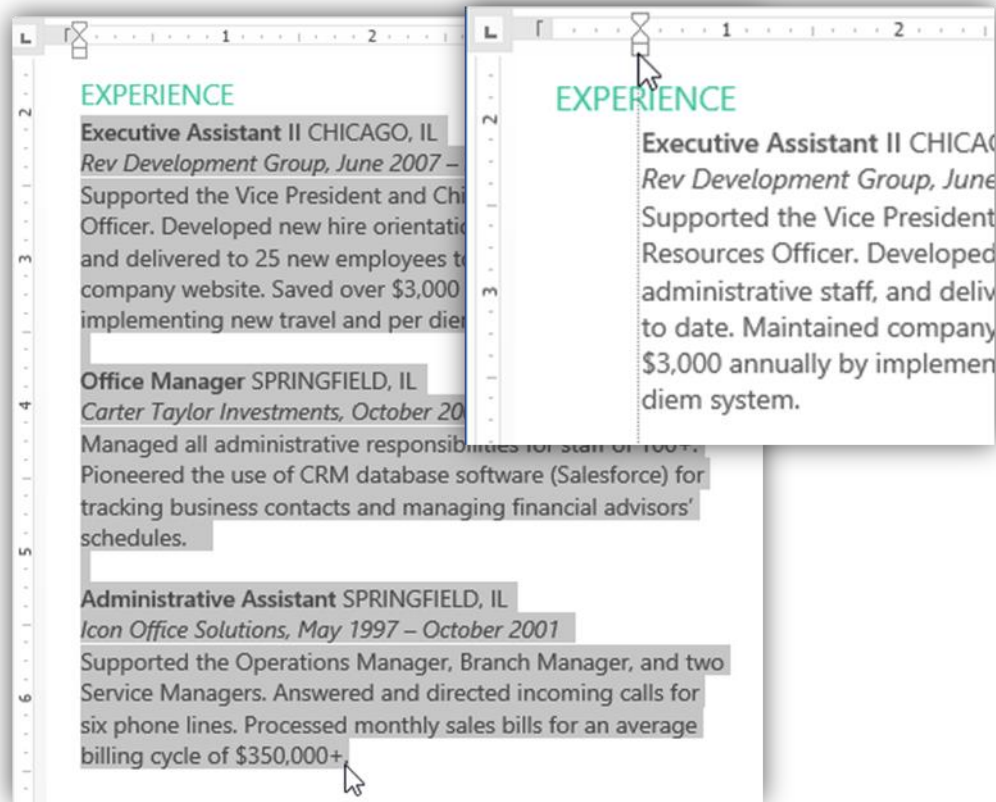 1 2
EXPERIENCE
Executive Assistant II CHICAGO, IL
Rev Development Group, June 2007 –
Supported the Vice President and Chi
Officer. Developed new hire orientatio
and delivered to 25 new employees to
company website. Saved over $3,000
implementing new travel and per dier
Office Manager SPRINGFIELD, IL
Carter Taylor Investments, October 20
Managed all administrative responsibilities for staff of 100+.
Pioneered the use of CRM database software (Salesforce) for
tracking business contacts and managing financial advisors’
schedules.
Administrative Assistant SPRINGFIELD, IL
Icon Office Solutions, May 1997 – October 2001
Supported the Operations Manager, Branch Manager, and two
Service Managers. Answered and directed incoming calls for
six phone lines. Processed monthly sales bills for an average
billing cycle of $350,000+.
2
3
4
5
6
1 2
EXPERIENCE
Executive Assistant II CHICAG
Rev Development Group, June
Supported the Vice President
Resources Officer. Developed
administrative staff, and deliv
to date. Maintained company
$3,000 annually by implemen
diem system.
2
3